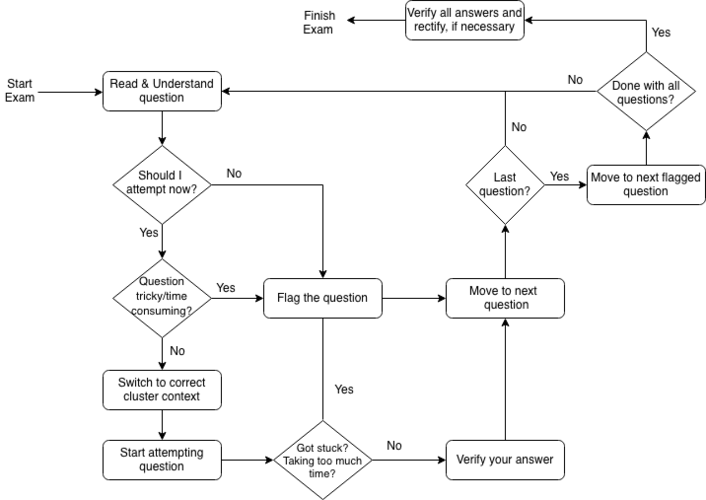 Finish
Exam
Verify all answers and
rectify, if necessary
Yes
Start
Exam
Read & Understand
question
No
Done with all
questions?
No
Should I
attempt now?
No
Last
question?
Yes
Move to next flagged
question
Yes
Question
tricky/time
consuming?
Yes
Flag the question
Move to next
question
No
Switch to correct
cluster context
Yes
Start attempting
question
Got stuck?
Taking too much
time?
No
Verify your answer